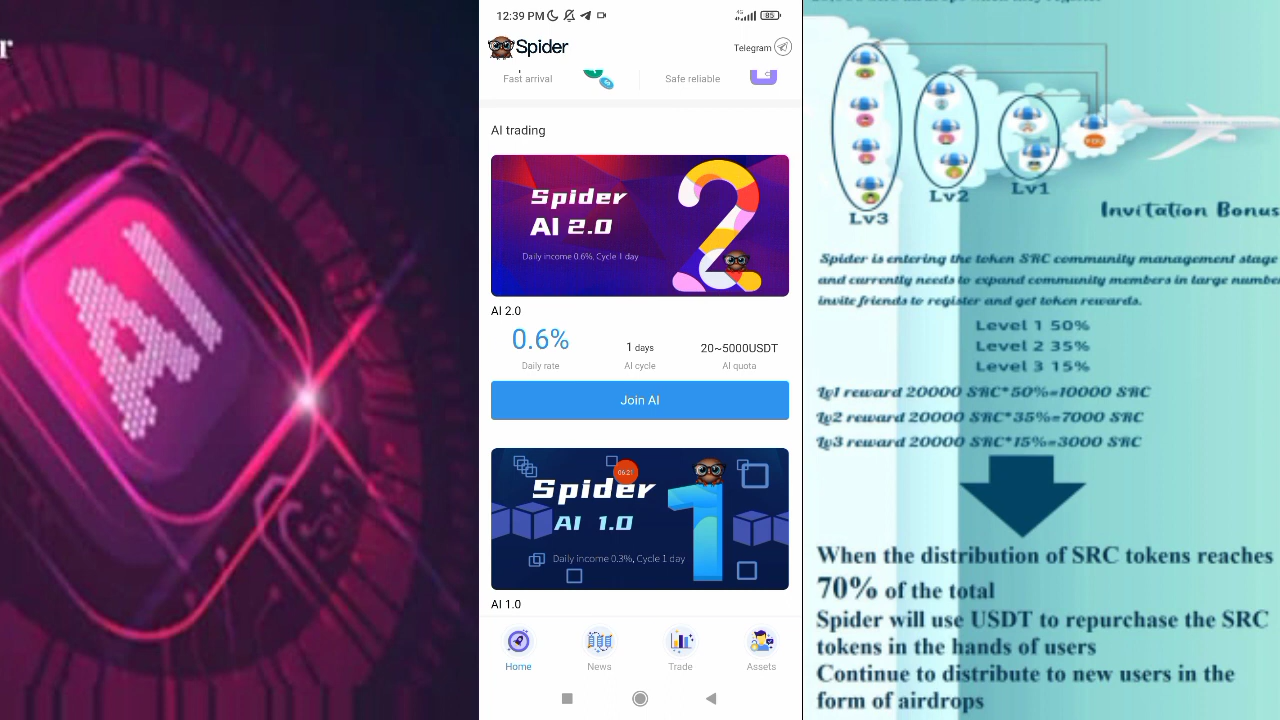 r
AI
12:39 PM
4G
85
Spider
Telegram
Fast arrival
Safe reliable
AI trading
Spider
AI 2.0
Daily income 0.6%, Cycle 1 day
AI 2.0
0.6%
1 days
20~5000USDT
Daily rate
AI cycle
AI quota
Join AI
06:21
Spider
AI 1.0
Daily income 0.3%, Cycle 1 day
AI 1.0
Home
News
Trade
Assets
YOU
Lv1
Lv2
Lv3
Invitation Bonus
Spider is entering the token SRC community management stage
and currently needs to expand community members in large
invite friends to register and get token rewards.
Level 1 50%
Level 2 35%
Level 3 15%
Lv1 reward 20000 SRC*50%=10000 SRC
Lv2 reward 20000 SRC*35%=7000 SRC
Lv3 reward 20000 SRC*15%=3000 SRC
When the distribution of SRC tokens reaches
70% of the total
Spider will use USDT to repurchase the SRC
tokens in the hands of users
Continue to distribute to new users in the
form of airdrops